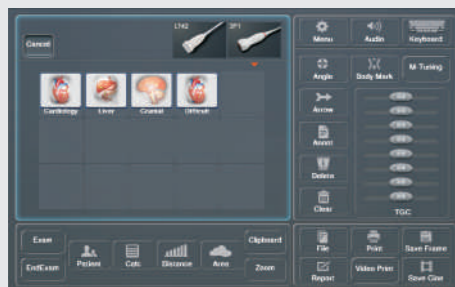 L742
3P1
Cancel
Cardiology
Liver
Cranial
Difficult
Menu
Audio
Keyboard
Angle
Body Mark
M-Tuning
Arrow
Annot
Delete
Clear
TGC
Exam
EndExam
Patient
Calc
Distance
Area
Clipboard
Zoom
File
Print
Save Frame
Report
Video Print
Save Cine